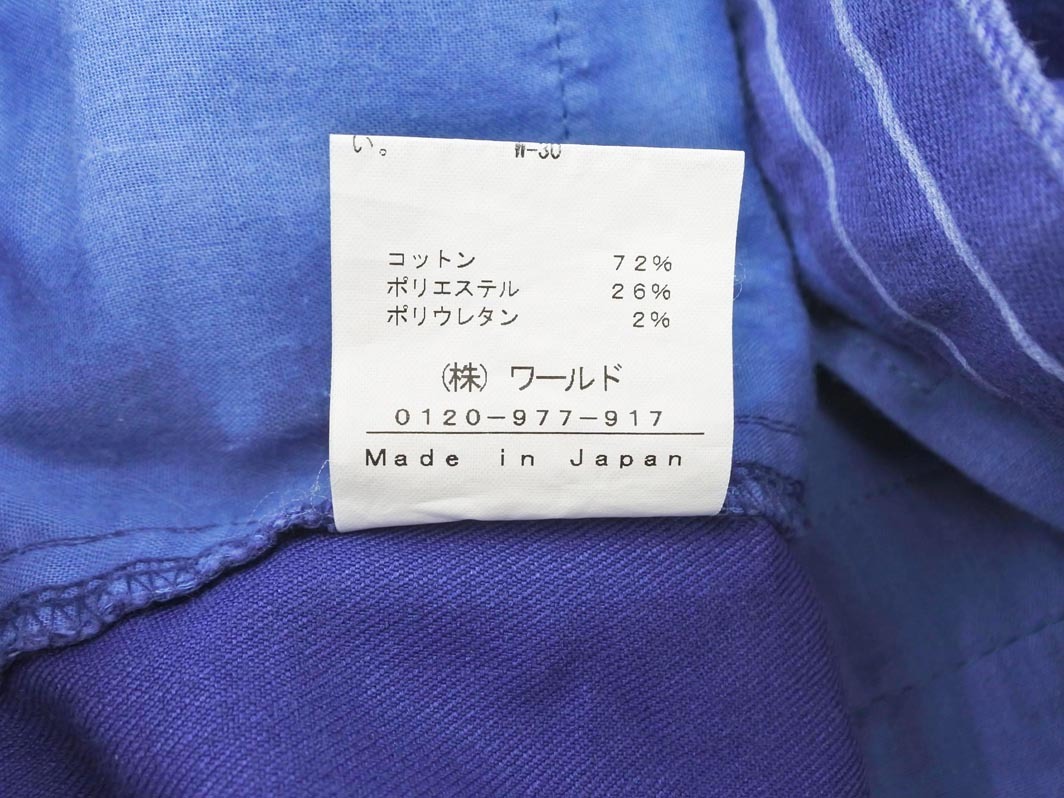 い。 W-30
コットン 72%
ポリエステル 26%
ポリウレタン 2%
(株) ワールド
0120-977-917
Made in Japan